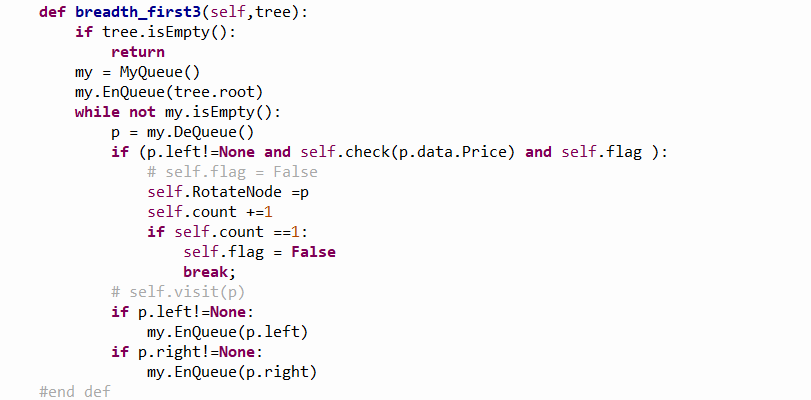 def breadth_first3(self,tree):
    if tree.isEmpty():
        return
    my = MyQueue()
    my.EnQueue(tree.root)
    while not my.isEmpty():
        p = my.DeQueue()
        if (p.left!=None and self.check(p.data.Price) and self.flag ):
            # self.flag = False
            self.RotateNode =p
            self.count +=1
            if self.count ==1:
                self.flag = False
                break;
        # self.visit(p)
        if p.left!=None:
            my.EnQueue(p.left)
        if p.right!=None:
            my.EnQueue(p.right)
#end def